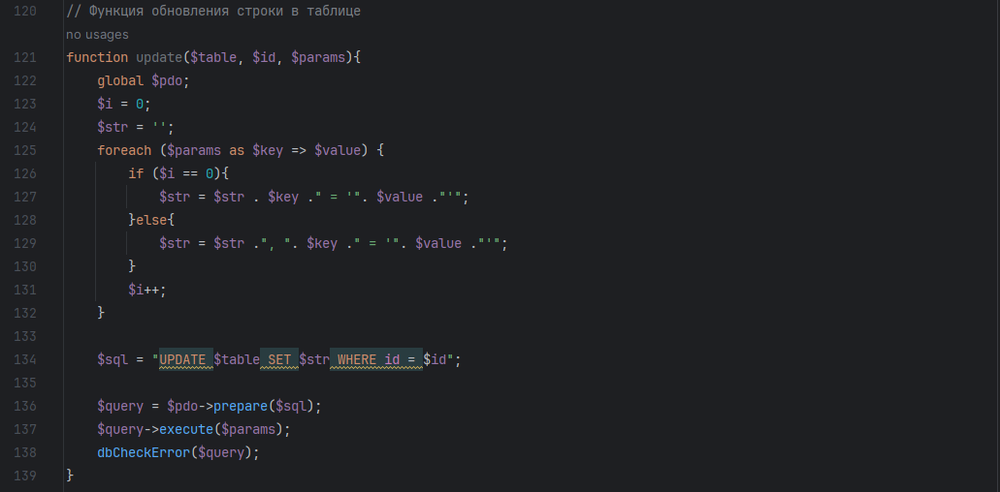 120 // Функция обновления строки в таблице
no usages
121 function update($table, $id, $params){
122     global $pdo;
123     $i = 0;
124     $str = '';
125     foreach ($params as $key => $value) {
126         if ($i == 0){
127             $str = $str . $key ." = '". $value ."'";
128         }else{
129             $str = $str .", ". $key ." = '". $value ."'";
130         }
131         $i++;
132     }
133
134     $sql = "UPDATE $table SET $str WHERE id = $id";
135
136     $query = $pdo->prepare($sql);
137     $query->execute($params);
138     dbCheckError($query);
139 }